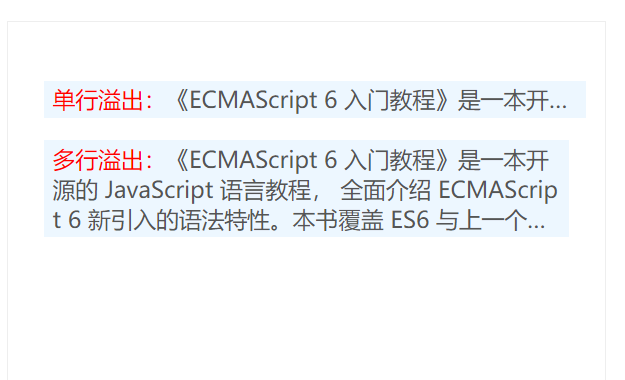 单行溢出：《ECMAScript 6 入门教程》是一本开...
多行溢出：《ECMAScript 6 入门教程》是一本开
源的 JavaScript 语言教程， 全面介绍 ECMAScrip
t 6 新引入的语法特性。本书覆盖 ES6 与上一个...